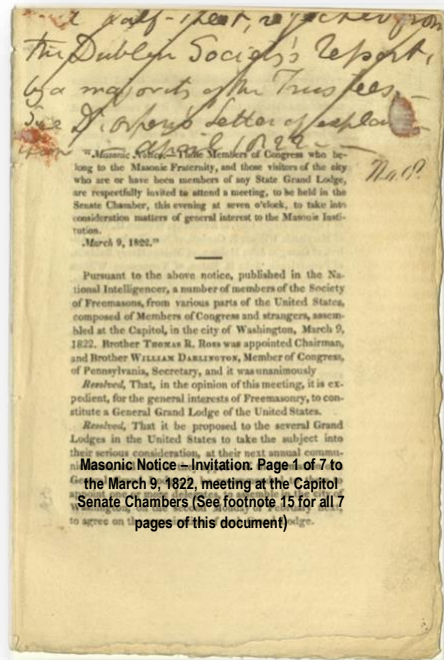 the Dublin Society's Report,
by a majority of the Trustees
See D
letter of
April 1822
"Masonic Notice.—Those Members of Congress who be-
long to the Masonic Fraternity, and those visitors of the city
who are or have been members of any State Grand Lodge,
are respectfully invited to attend a meeting, to be held in the
Senate Chamber, this evening at seven o'clock, to take into
consideration matters of general interest to the Masonic Insti-
tution.
March 9, 1822."
Pursuant to the above notice, published in the Na-
tional Intelligencer, a number of members of the Society
of Freemasons, from various parts of the United States,
composed of Members of Congress and strangers, assem-
bled at the Capitol, in the city of Washington, March 9,
1822. Brother THOMAS R. ROSS was appointed Chairman,
and Brother WILLIAM DARLINGTON, Member of Congress,
of Pennsylvania, Secretary, and it was unanimously
Resolved, That, in the opinion of this meeting, it is ex-
pedient, for the general interests of Freemasonry, to con-
stitute a General Grand Lodge of the United States.
Resolved, That it be proposed to the several Grand
Lodges in the United States to take the subject into
their serious consideration, at their next annual commu-
Masonic Notice – Invitation. Page 1 of 7 to
the March 9, 1822, meeting at the Capitol
Senate Chambers (See footnote 15 for all 7
pages of this document)
to agree on